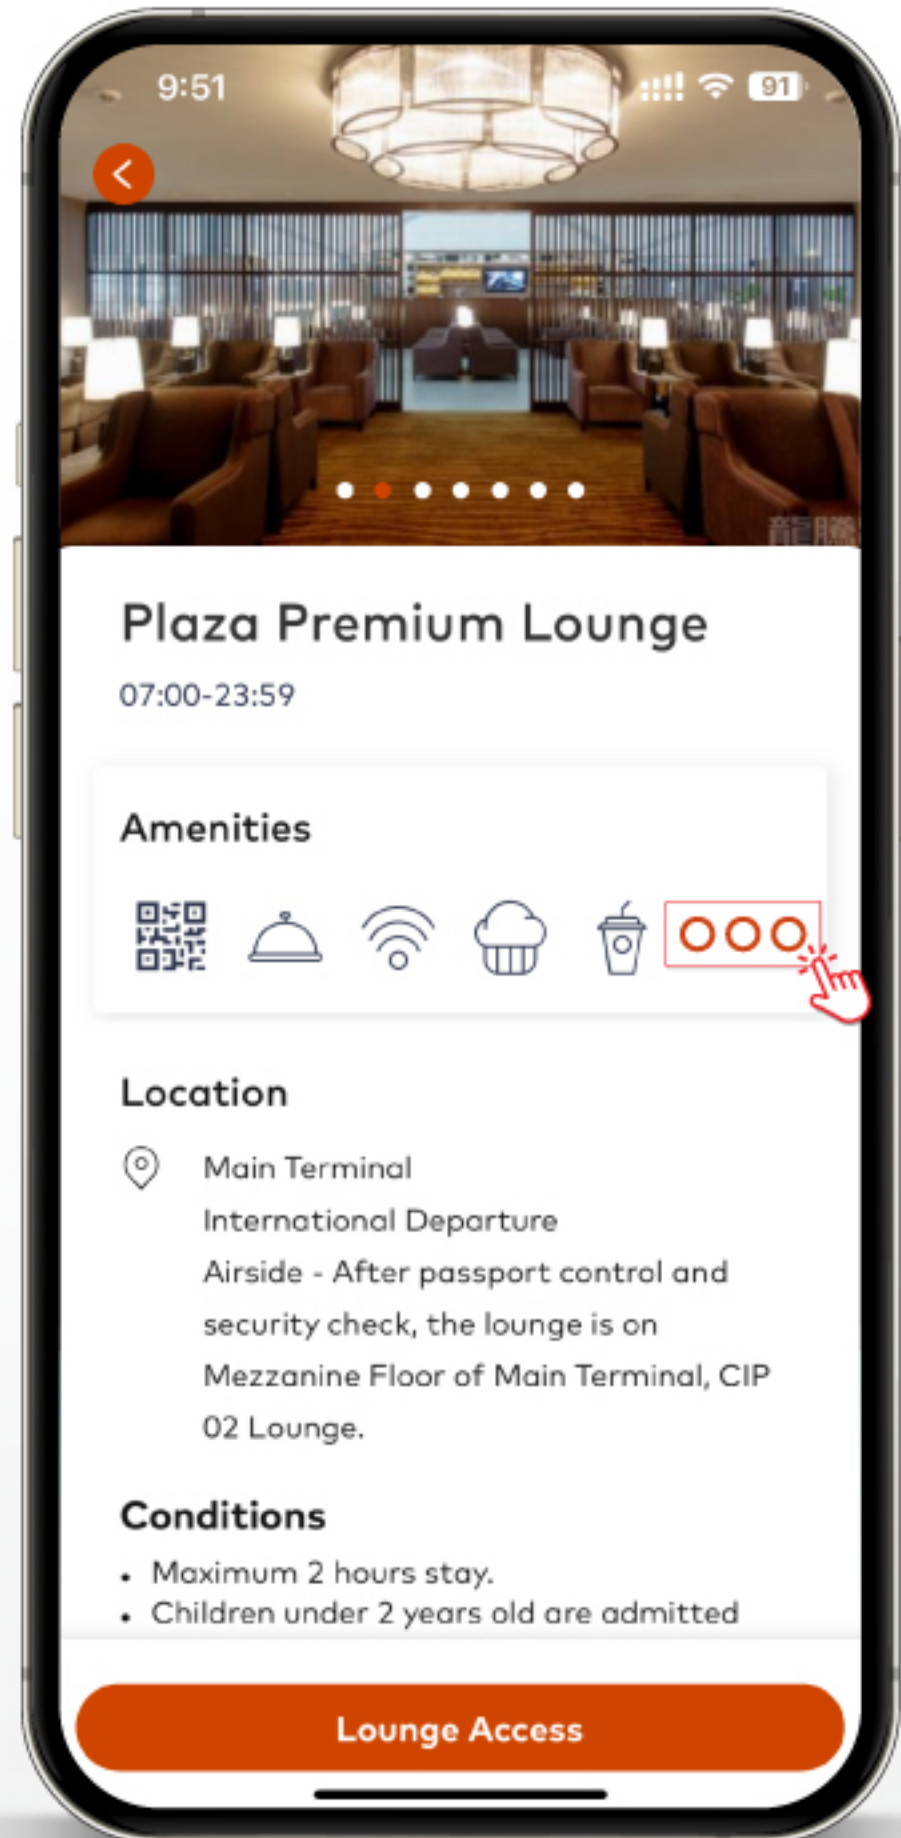 9:51
91
龍騰
Plaza Premium Lounge
07:00-23:59
Amenities
Location
Main Terminal
International Departure
Airside - After passport control and
security check, the lounge is on
Mezzanine Floor of Main Terminal, CIP
02 Lounge.
Conditions
• Maximum 2 hours stay.
• Children under 2 years old are admitted
Lounge Access